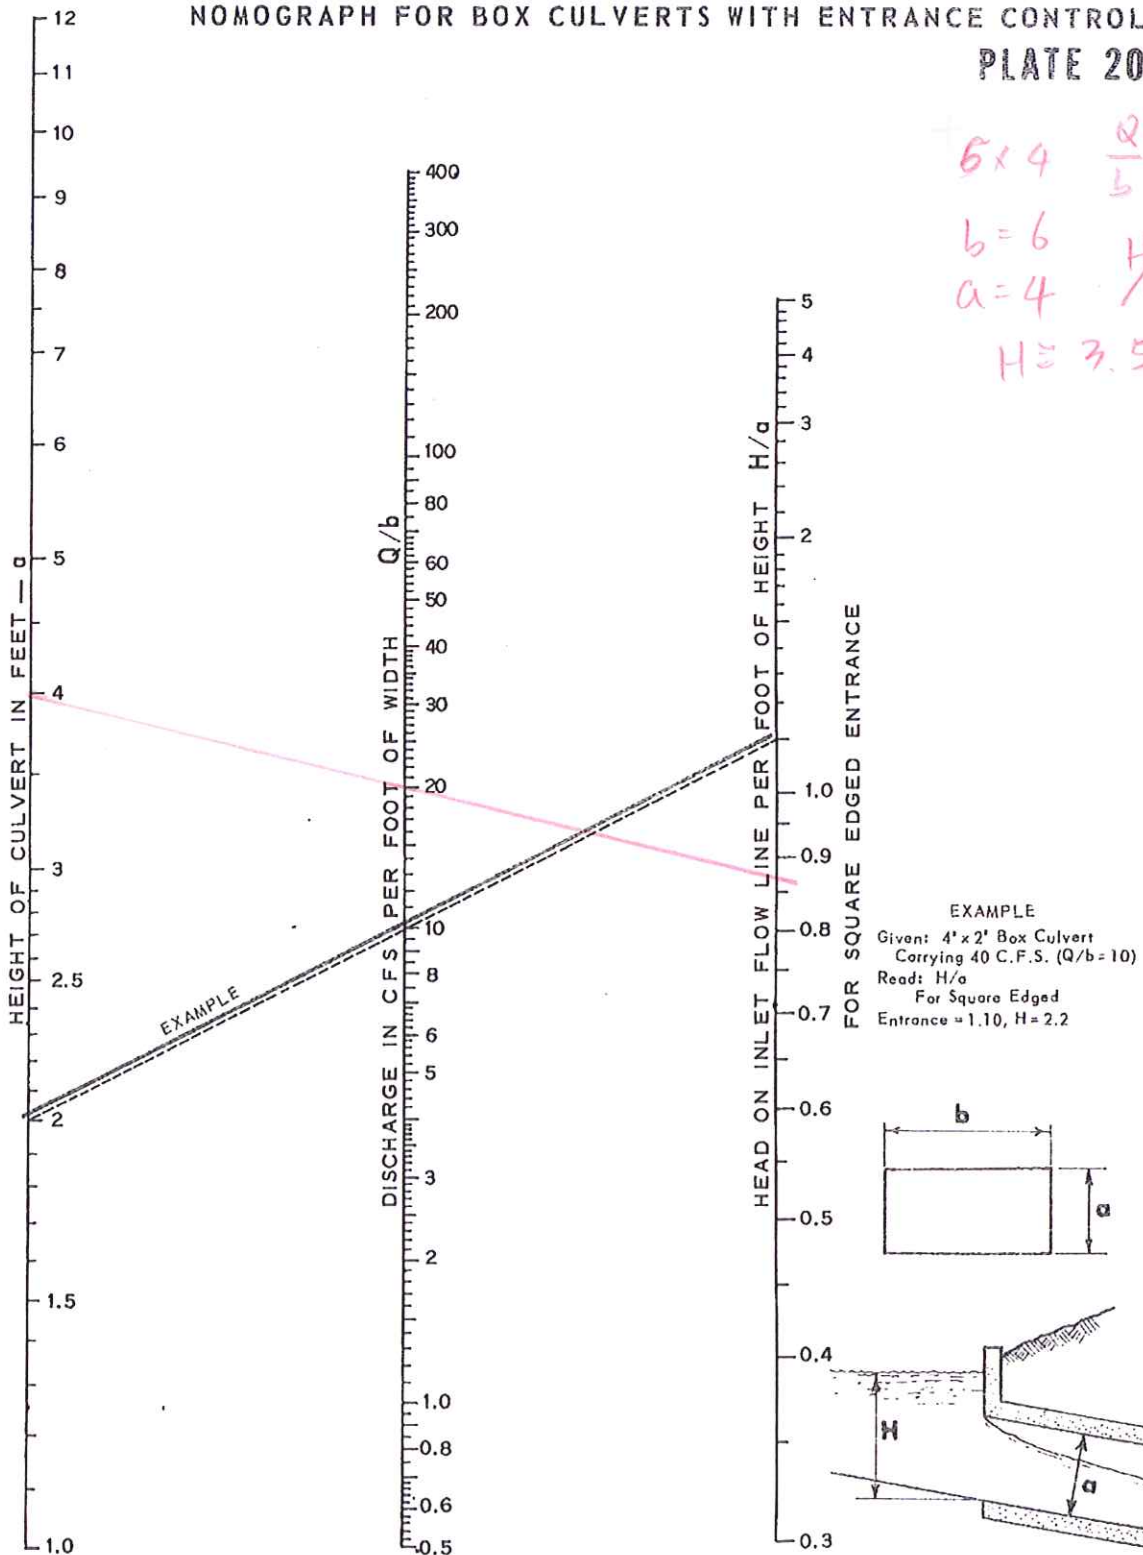 NOMOGRAPH FOR BOX CULVERTS WITH ENTRANCE CONTROL
PLATE 20
6 x 4
Q
b
b = 6
a = 4
H ≅ 3.5
HEIGHT OF CULVERT IN FEET — a
12
11
10
9
8
7
6
5
4
3
2.5
2
1.5
1.0
DISCHARGE IN CFS PER FOOT OF WIDTH Q/b
400
300
200
100
80
60
50
40
30
20
10
8
6
5
4
3
2
1.0
0.8
0.6
0.5
HEAD ON INLET FLOW LINE PER FOOT OF HEIGHT H/a
FOR SQUARE EDGED ENTRANCE
5
4
3
2
1.0
0.9
0.8
0.7
0.6
0.5
0.4
0.3
EXAMPLE
EXAMPLE
Given: 4' x 2' Box Culvert
Carrying 40 C.F.S. (Q/b = 10)
Read: H/a
For Square Edged
Entrance = 1.10, H = 2.2
b
a
H
a